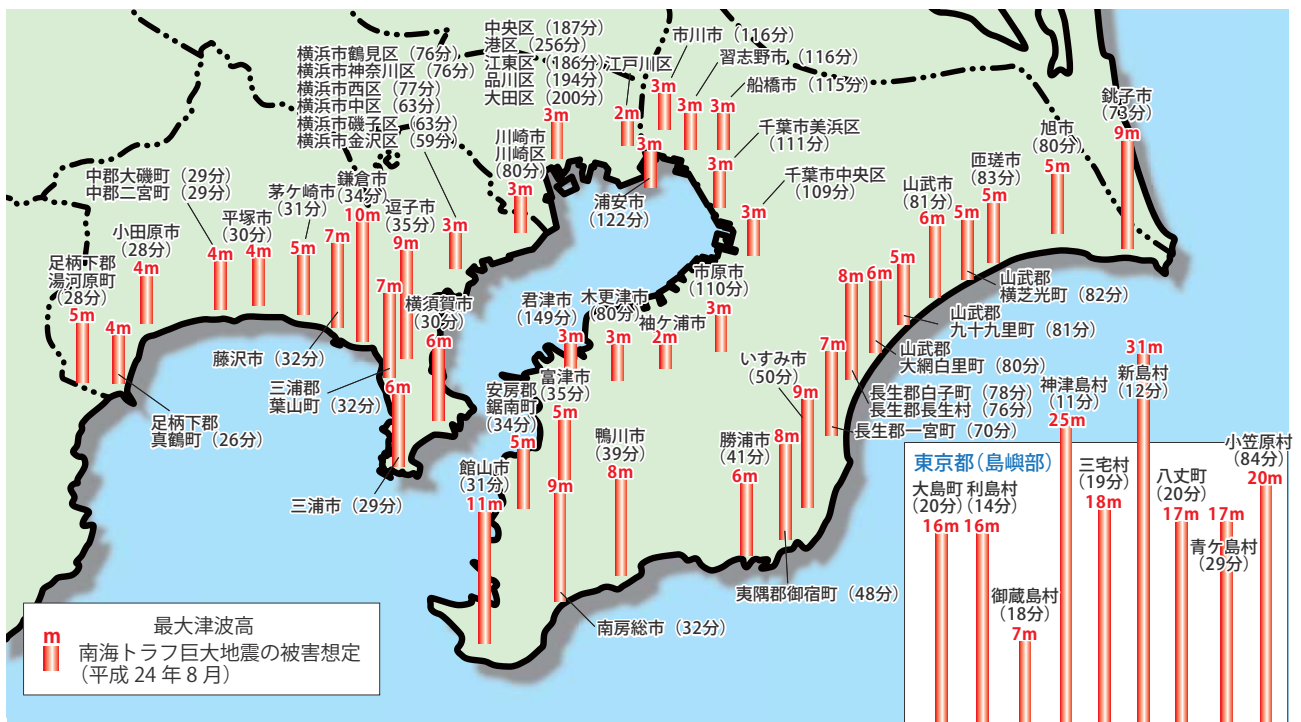 中央区（187分）
港区（256分）
江東区（186分）
品川区（194分）
大田区（200分）
3m
江戸川区
2m
市川市（116分）
3m
習志野市（116分）
3m
船橋市（115分）
3m
横浜市鶴見区（76分）
横浜市神奈川区（76分）
横浜市西区（77分）
横浜市中区（63分）
横浜市磯子区（63分）
横浜市金沢区（59分）
3m
川崎市
川崎区
（80分）
3m
3m
浦安市
（122分）
千葉市美浜区
（111分）
3m
千葉市中央区
（109分）
3m
銚子市
（73分）
9m
旭市
（80分）
5m
匝瑳市
（83分）
5m
山武市
（81分）
6m
5m
山武郡
横芝光町（82分）
5m
山武郡
九十九里町（81分）
6m
山武郡
大網白里町（80分）
8m
長生郡白子町（78分）
長生郡長生村（76分）
7m
長生郡一宮町（70分）
中郡大磯町（29分）
中郡二宮町（29分）
4m
茅ケ崎市
（31分）
5m
鎌倉市
（34分）
10m
逗子市
（35分）
9m
平塚市
（30分）
4m
小田原市
（28分）
4m
足柄下郡
湯河原町
（28分）
5m
4m
足柄下郡
真鶴町（26分）
7m
藤沢市（32分）
7m
三浦郡
葉山町（32分）
横須賀市
（30分）
6m
6m
三浦市（29分）
君津市
（149分）
3m
木更津市
（80分）
3m
袖ケ浦市
2m
市原市
（110分）
3m
富津市
（35分）
5m
安房郡
鋸南町
（34分）
5m
館山市
（31分）
11m
9m
南房総市（32分）
鴨川市
（39分）
8m
勝浦市
（41分）
6m
8m
夷隅郡御宿町（48分）
いすみ市
（50分）
9m
東京都（島嶼部）
大島町
（20分）
16m
利島村
（14分）
16m
御蔵島村
（18分）
7m
神津島村
（11分）
25m
三宅村
（19分）
18m
31m
新島村
（12分）
八丈町
（20分）
17m
17m
青ケ島村
（29分）
小笠原村
（84分）
20m
最大津波高
m
南海トラフ巨大地震の被害想定
（平成24年8月）